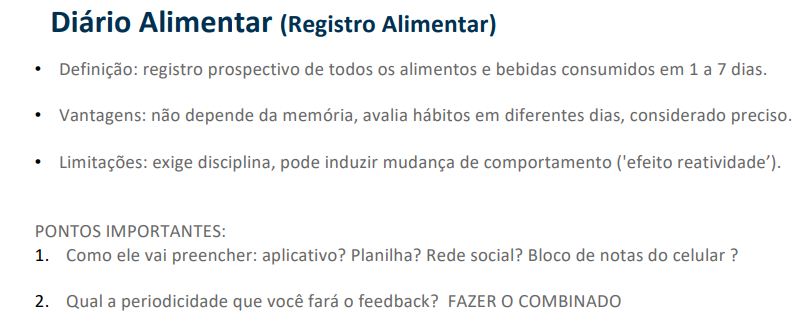 Diário Alimentar (Registro Alimentar)
• Definição: registro prospectivo de todos os alimentos e bebidas consumidos em 1 a 7 dias.
• Vantagens: não depende da memória, avalia hábitos em diferentes dias, considerado preciso.
• Limitações: exige disciplina, pode induzir mudança de comportamento ('efeito reatividade’).
PONTOS IMPORTANTES:
1. Como ele vai preencher: aplicativo? Planilha? Rede social? Bloco de notas do celular ?
2. Qual a periodicidade que você fará o feedback? FAZER O COMBINADO